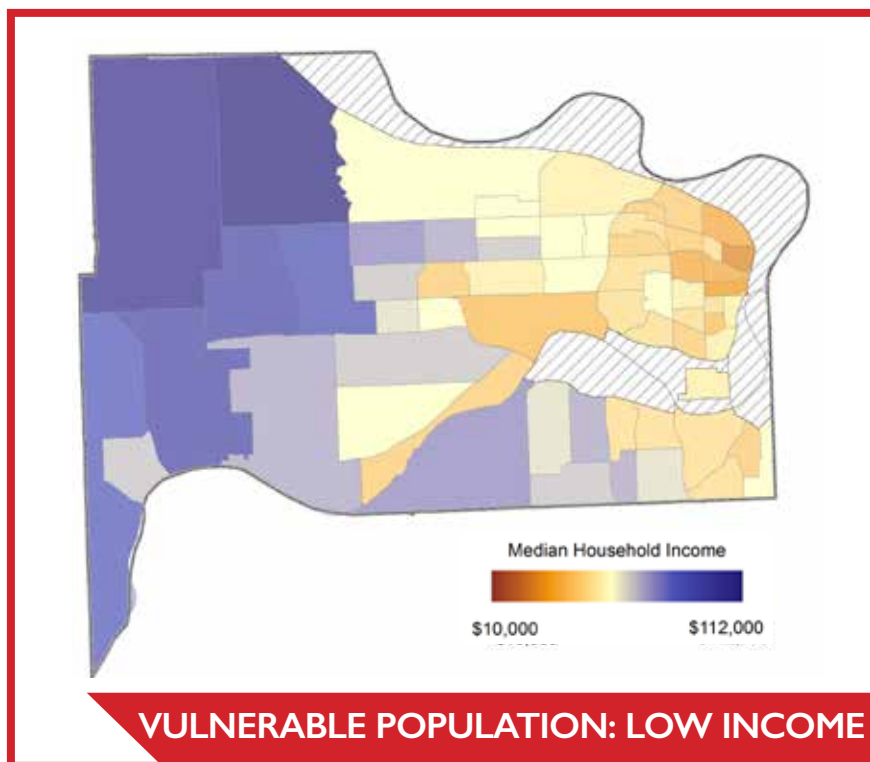 Median Household Income
$10,000
$112,000
VULNERABLE POPULATION: LOW INCOME